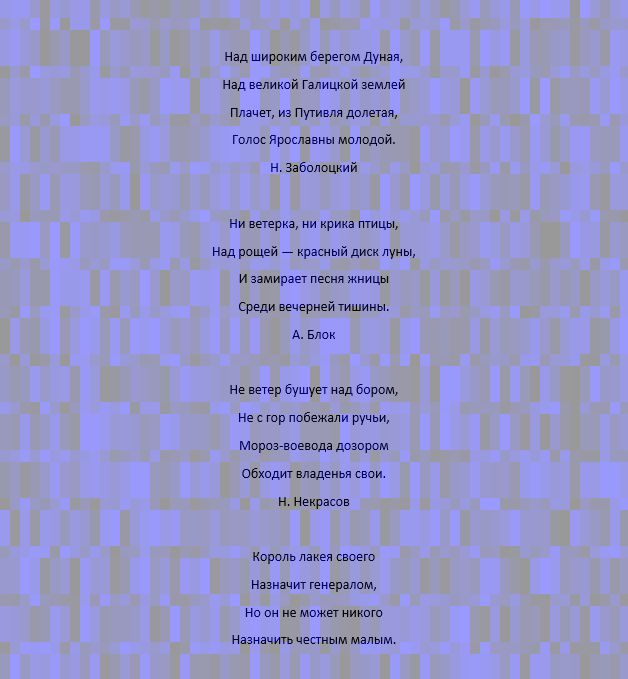 Над широким берегом Дуная,
Над великой Галицкой землей
Плачет, из Путивля долетая,
Голос Ярославны молодой.
Н. Заболоцкий
Ни ветерка, ни крика птицы,
Над рощей — красный диск луны,
И замирает песня жницы
Среди вечерней тишины.
А. Блок
Не ветер бушует над бором,
Не с гор побежали ручьи,
Мороз-воевода дозором
Обходит владенья свои.
Н. Некрасов
Король лакея своего
Назначит генералом,
Но он не может никого
Назначить честным малым.